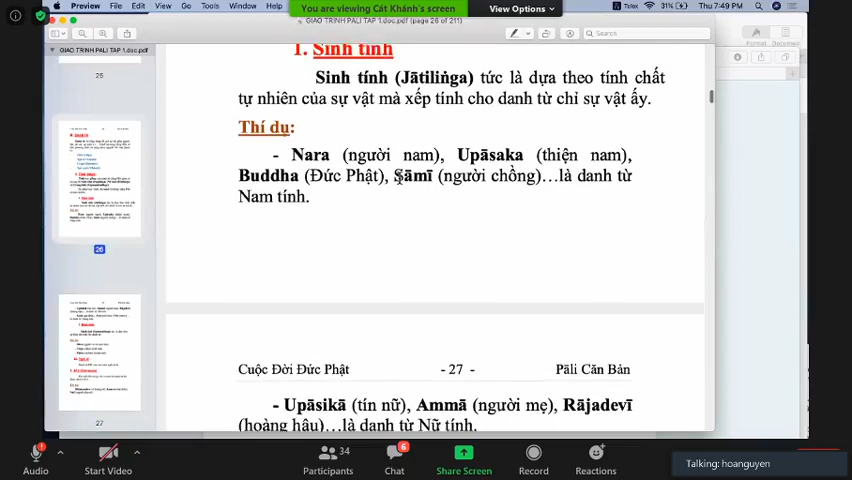 You are viewing Cát Khánh's screen
View Options
Preview File Edit View Go Tools Window Help
Telex 31% Thu 7:49 PM
GIAO TRINH PALI TAP 1.doc.pdf (page 26 of 211)
Search
GIAO TRINH PALI TAP 1.doc.pdf
25
26
27
1. Sinh tính
Sinh tính (Jātiliṅga) tức là dựa theo tính chất
tự nhiên của sự vật mà xếp tính cho danh từ chỉ sự vật ấy.
Thí dụ:
- Nara (người nam), Upāsaka (thiện nam),
Buddha (Đức Phật), Sāmī (người chồng)...là danh từ
Nam tính.
Cuộc Đời Đức Phật - 27 - Pāli Căn Bản
- Upāsikā (tín nữ), Ammā (người mẹ), Rājadevī
(hoàng hậu)...là danh từ Nữ tính.
Format
Talking: hoanguyen
34
6
Audio Start Video Participants Chat Share Screen Record Reactions